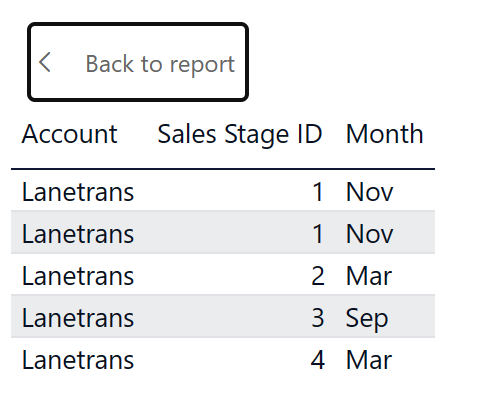 Back to report
Account Sales Stage ID Month
Lanetrans 1 Nov
Lanetrans 1 Nov
Lanetrans 2 Mar
Lanetrans 3 Sep
Lanetrans 4 Mar